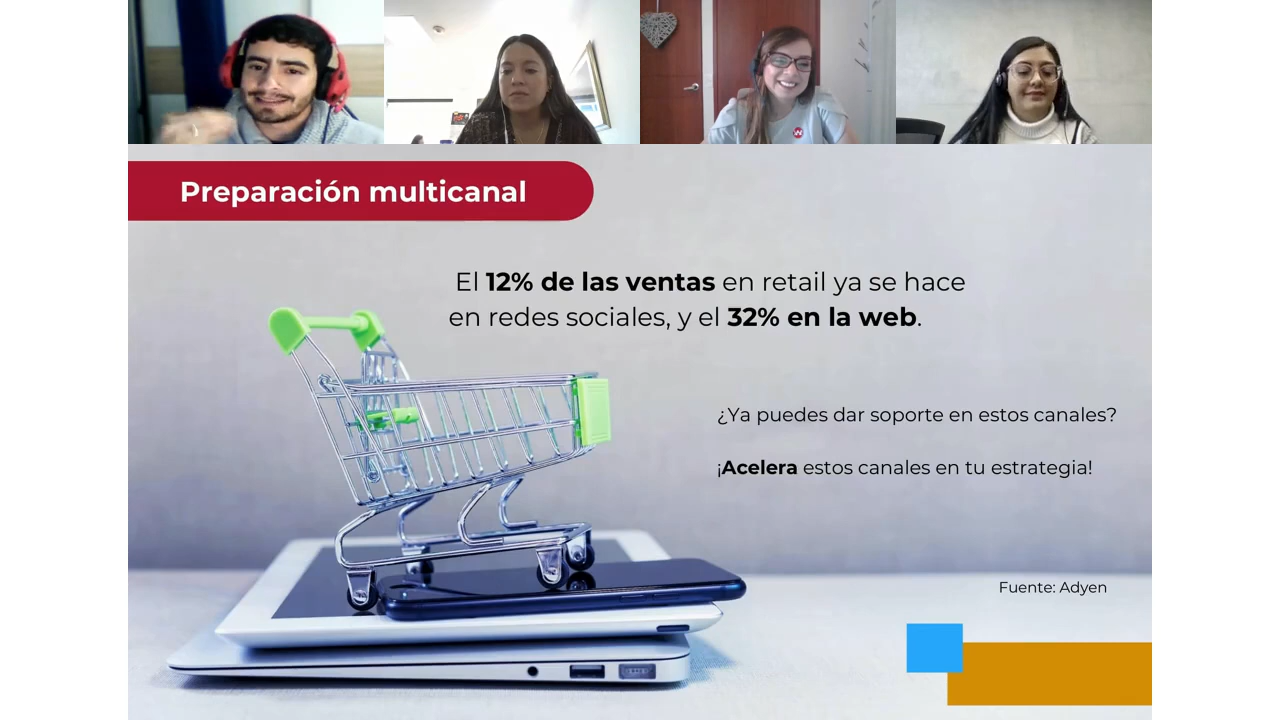 Preparación multicanal
El 12% de las ventas en retail ya se hace
en redes sociales, y el 32% en la web.
¿Ya puedes dar soporte en estos canales?
¡Acelera estos canales en tu estrategia!
Fuente: Adyen